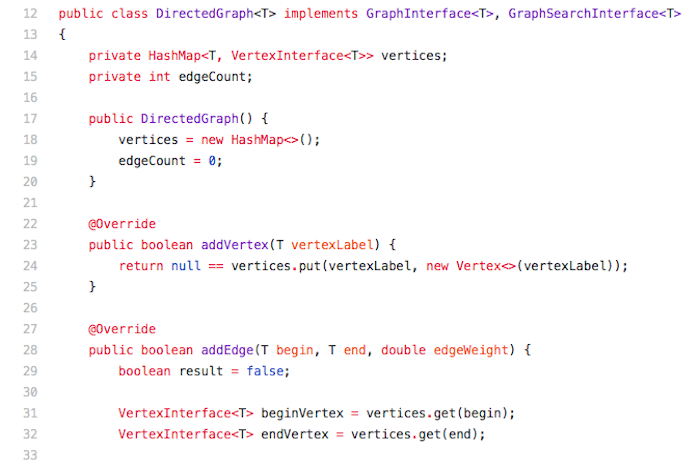 12 public class DirectedGraph<T> implements GraphInterface<T>, GraphSearchInterface<T>
13 {
14     private HashMap<T, VertexInterface<T>> vertices;
15     private int edgeCount;
16
17     public DirectedGraph() {
18         vertices = new HashMap<>();
19         edgeCount = 0;
20     }
21
22     @Override
23     public boolean addVertex(T vertexLabel) {
24         return null == vertices.put(vertexLabel, new Vertex<>(vertexLabel));
25     }
26
27     @Override
28     public boolean addEdge(T begin, T end, double edgeWeight) {
29         boolean result = false;
30
31         VertexInterface<T> beginVertex = vertices.get(begin);
32         VertexInterface<T> endVertex = vertices.get(end);
33